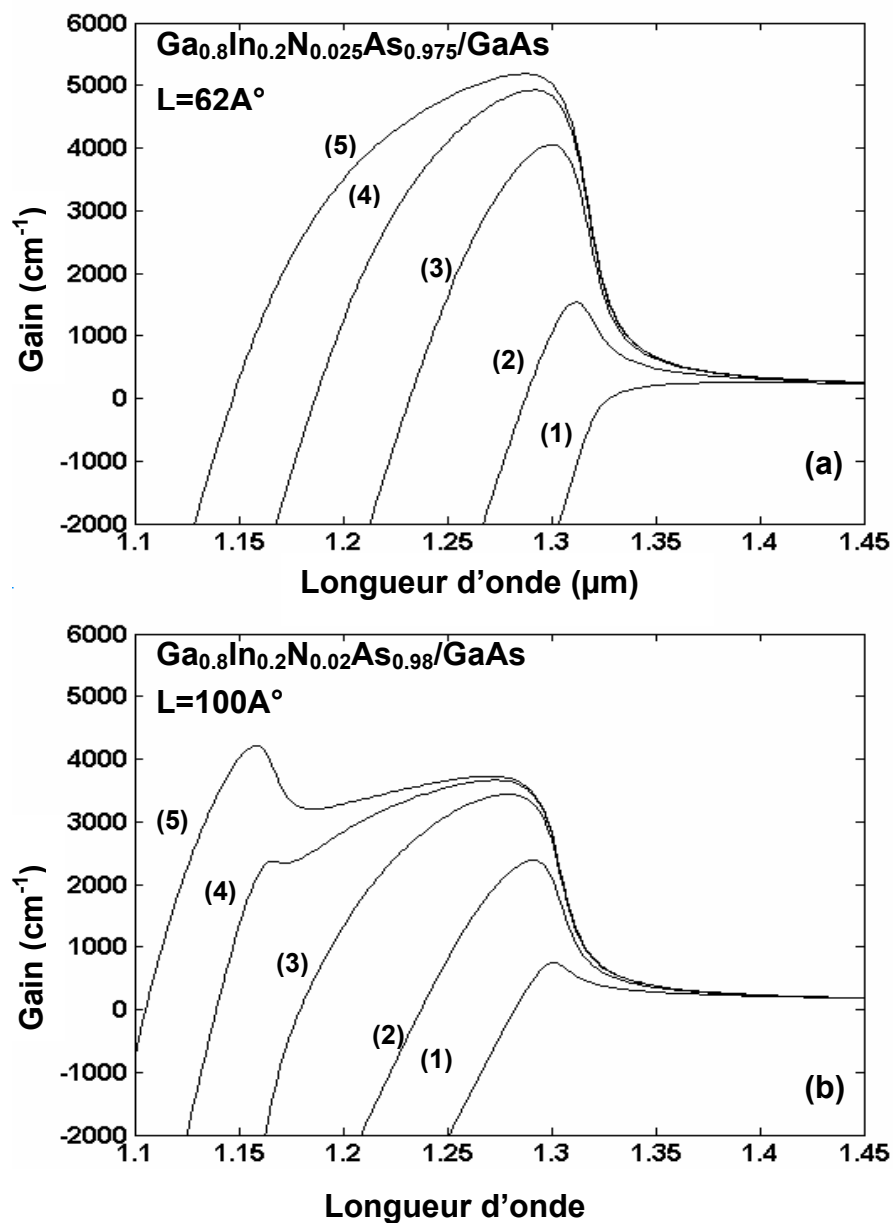 6000
5000
4000
3000
2000
1000
0
-1000
-2000
Gain (cm⁻¹)
Ga₀.₈In₀.₂N₀.₀₂₅As₀.₉₇₅/GaAs
L=62A°
(5)
(4)
(3)
(2)
(1)
(a)
1.1 1.15 1.2 1.25 1.3 1.35 1.4 1.45
Longueur d’onde (µm)
6000
5000
4000
3000
2000
1000
0
-1000
-2000
Gain (cm⁻¹)
Ga₀.₈In₀.₂N₀.₀₂As₀.₉₈/GaAs
L=100A°
(5)
(4)
(3)
(2)
(1)
(b)
1.1 1.15 1.2 1.25 1.3 1.35 1.4 1.45
Longueur d’onde